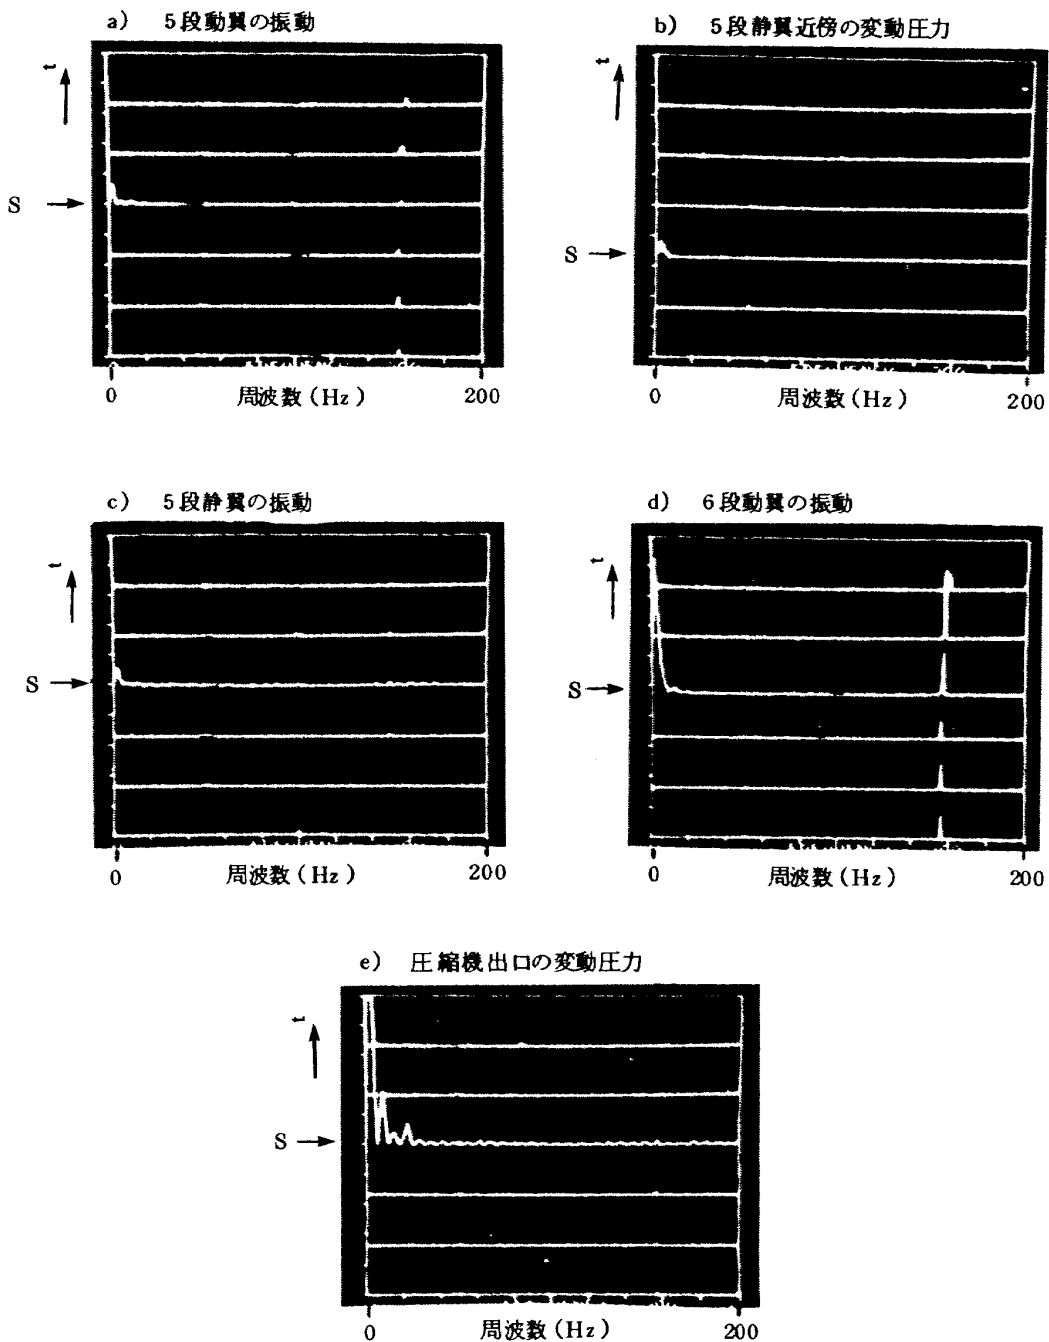 a) 5段動翼の振動
t
S
0
200
周波数(Hz)
b) 5段静翼近傍の変動圧力
t
S
0
200
周波数(Hz)
c) 5段静翼の振動
t
S
0
200
周波数(Hz)
d) 6段動翼の振動
t
S
0
200
周波数(Hz)
e) 圧縮機出口の変動圧力
t
S
0
200
周波数(Hz)